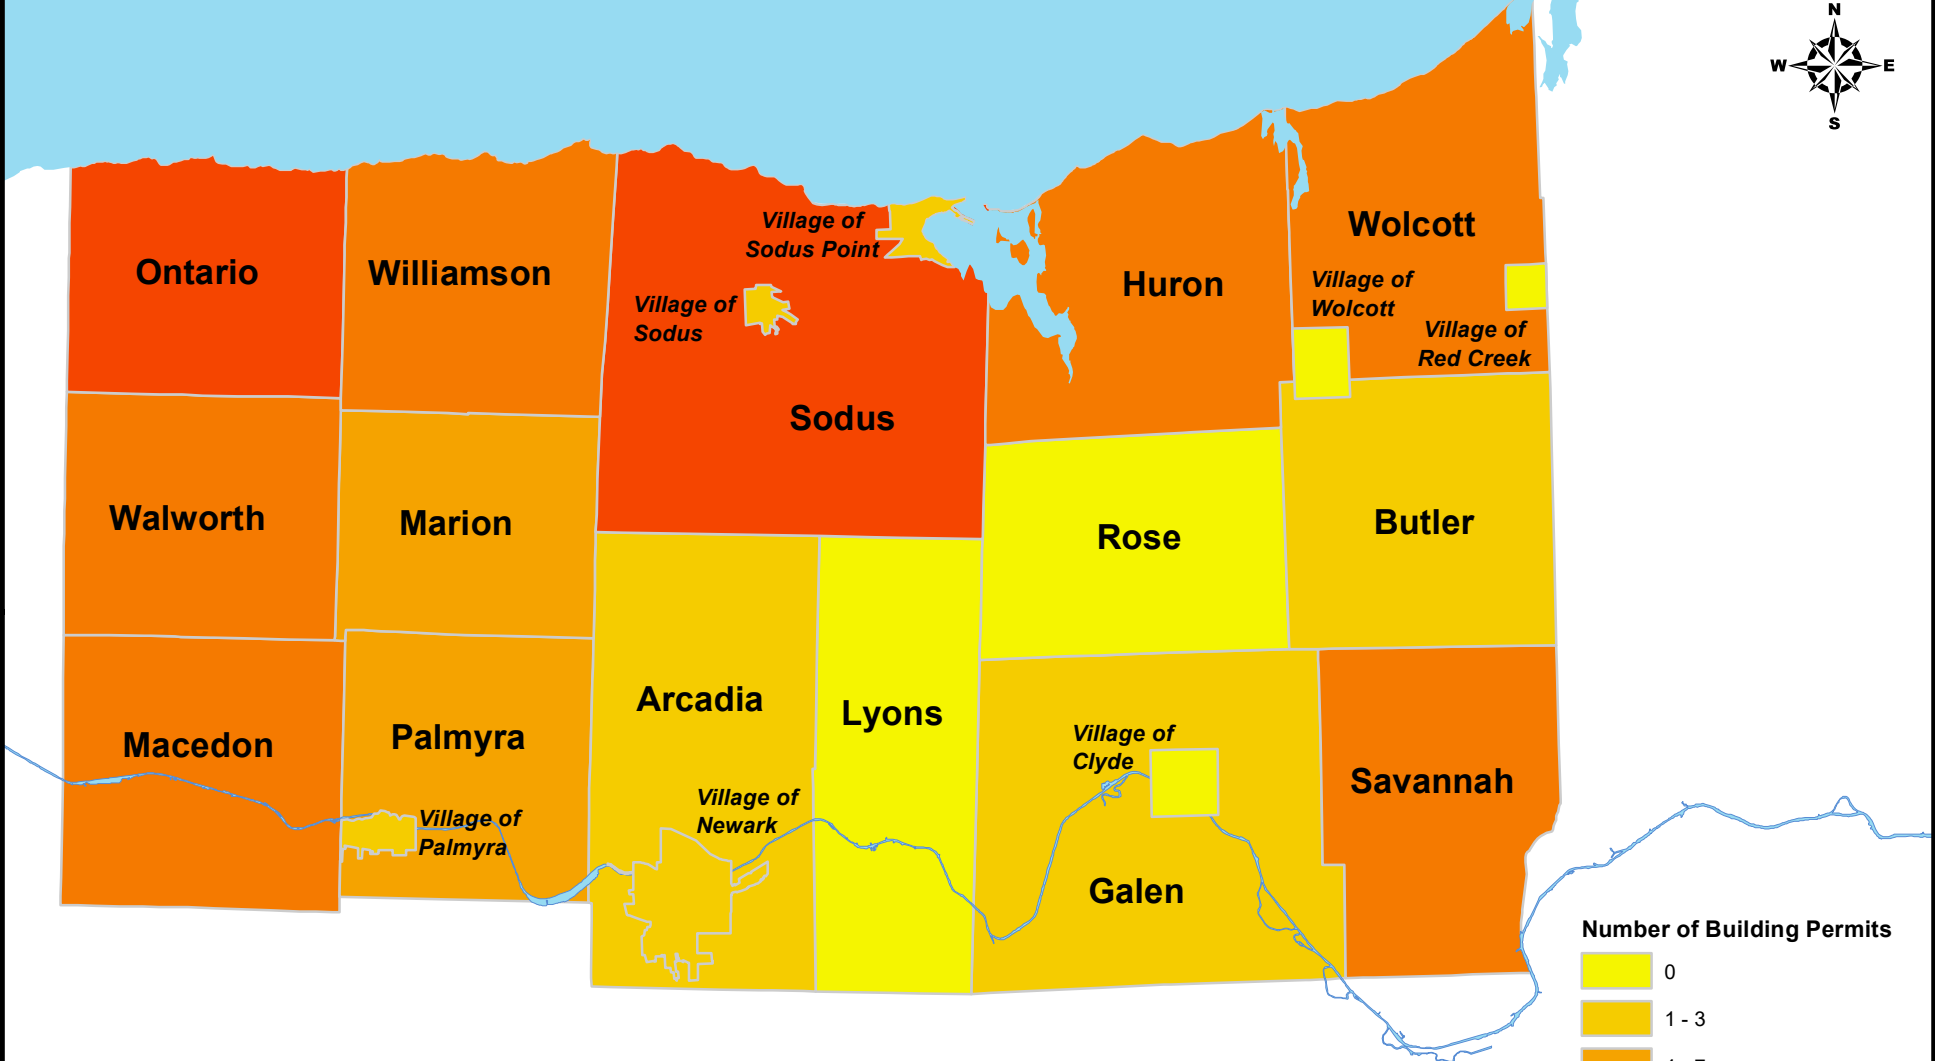 N
W E
S
Village of
Sodus Point
Wolcott
Ontario
Williamson
Huron
Village of
Wolcott
Village of
Sodus
Village of
Red Creek
Sodus
Walworth
Marion
Rose
Butler
Arcadia
Lyons
Macedon
Palmyra
Village of
Clyde
Savannah
Village of
Newark
Village of
Palmyra
Galen
Number of Building Permits
0
1 - 3